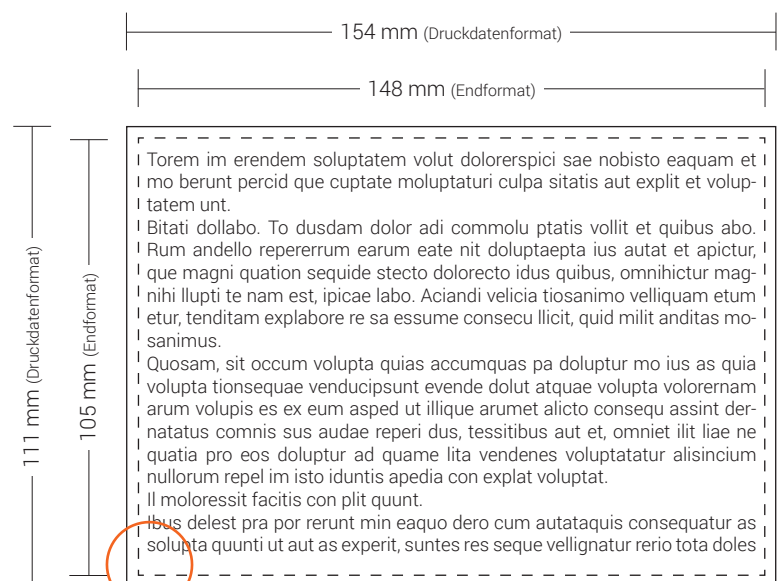 154 mm (Druckdatenformat)
148 mm (Endformat)
111 mm (Druckdatenformat)
105 mm (Endformat)
Torem im erendem soluptatem volut dolorerspici sae nobisto eaquam et
mo berunt percid que cuptate moluptaturi culpa sitatis aut explit et volup-
tatem unt.
Bitati dollabo. To dusdam dolor adi commolu ptatis vollit et quibus abo.
Rum andello repererrum earum eate nit doluptaepta ius autat et apictur,
que magni quation sequide stecto dolorecto idus quibus, omnihictur mag-
nihi llupti te nam est, ipicae labo. Aciandi velicia tiosanimo velliquam etum
etur, tenditam explabore re sa essume consecu llicit, quid milit anditas mo-
sanimus.
Quosam, sit occum volupta quias accumquas pa doluptur mo ius as quia
volupta tionsequae venducipsunt evende dolut atquae volupta volorernam
arum volupis es ex eum asped ut illique arumet alicto consequ assint der-
natatus comnis sus audae reperi dus, tessitibus aut et, omniet ilit liae ne
quatia pro eos doluptur ad quame lita vendenes voluptatatur alisincium
nullorum repel im isto iduntis apedia con explat voluptat.
Il moloressit facitis con plit quunt.
Ibus delest pra por rerunt min eaquo dero cum autataquis consequatur as
solupta quunti ut aut as experit, suntes res seque vellignatur rerio tota doles